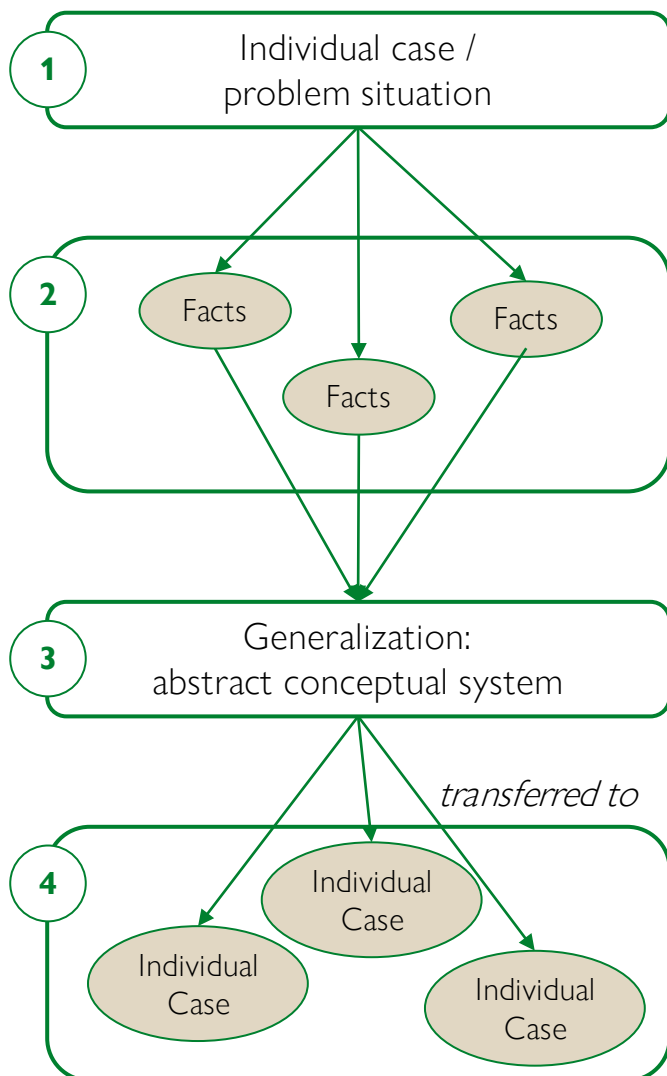 1
Individual case /
problem situation
2
Facts
Facts
Facts
3
Generalization:
abstract conceptual system
transferred to
4
Individual
Case
Individual
Case
Individual
Case